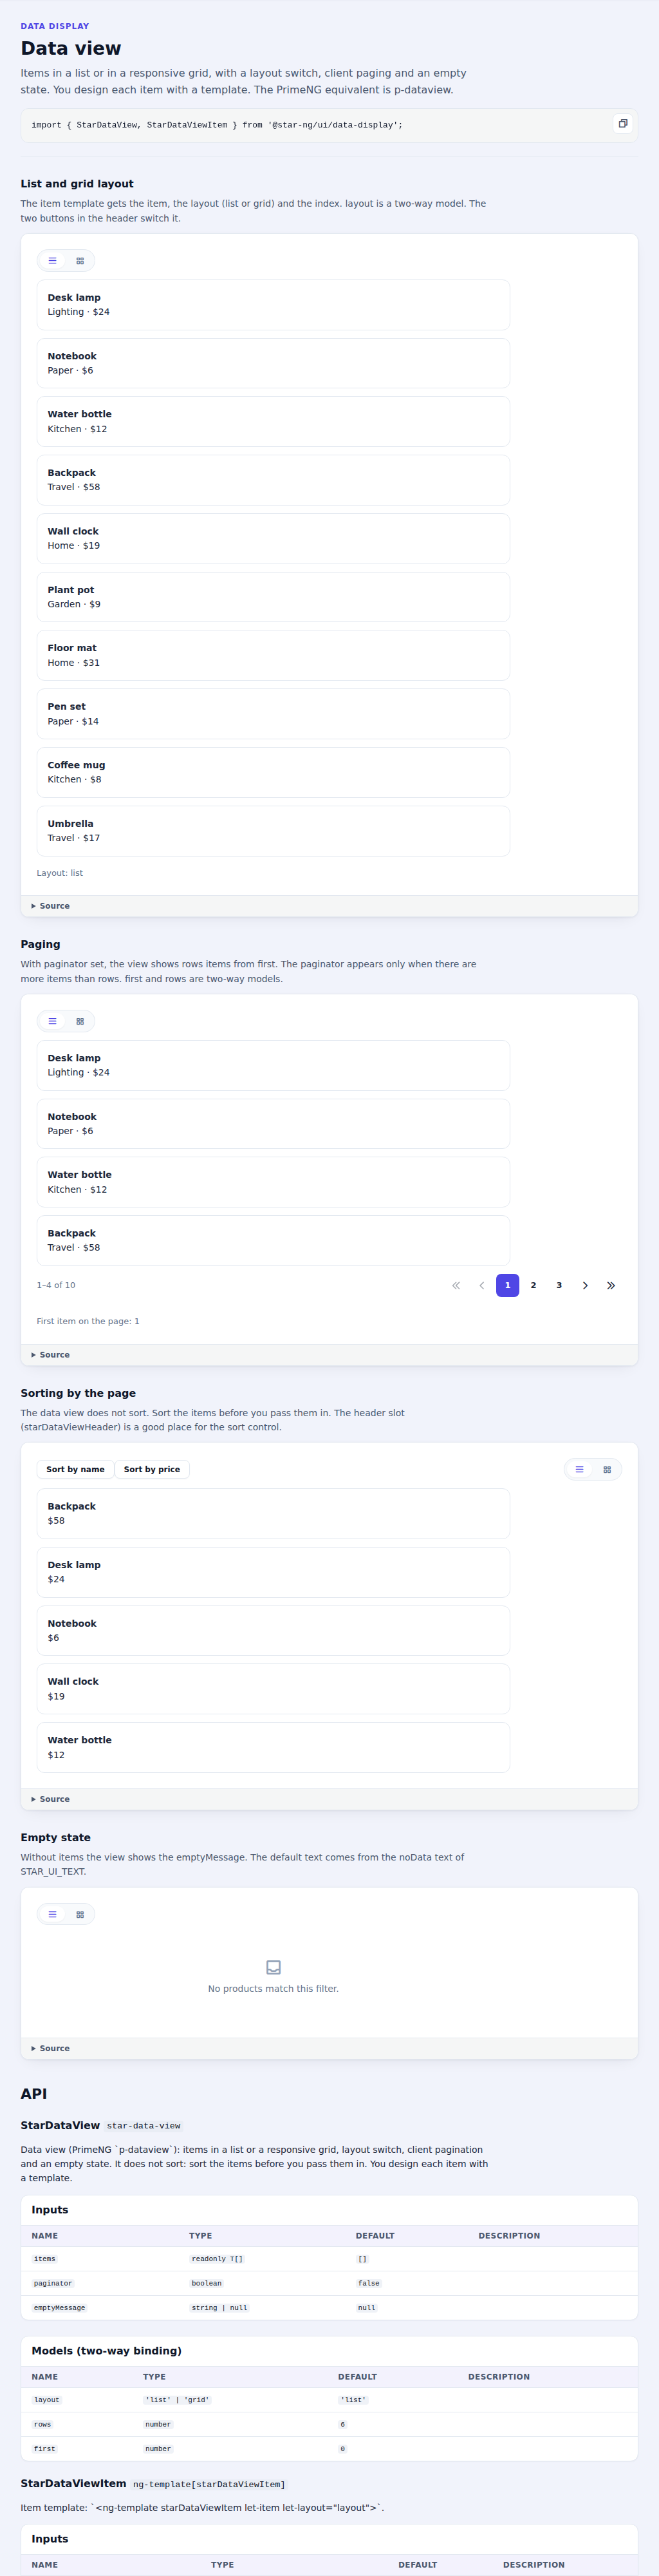 DATA DISPLAY
Data view
Items in a list or in a responsive grid, with a layout switch, client paging and an empty
state. You design each item with a template. The PrimeNG equivalent is p-dataview.
import { StarDataView, StarDataViewItem } from '@star-ng/ui/data-display';
List and grid layout
The item template gets the item, the layout (list or grid) and the index. layout is a two-way model. The
two buttons in the header switch it.
Desk lamp
Lighting · $24
Notebook
Paper · $6
Water bottle
Kitchen · $12
Backpack
Travel · $58
Wall clock
Home · $19
Plant pot
Garden · $9
Floor mat
Home · $31
Pen set
Paper · $14
Coffee mug
Kitchen · $8
Umbrella
Travel · $17
Layout: list
Source
Paging
With paginator set, the view shows rows items from first. The paginator appears only when there are
more items than rows. first and rows are two-way models.
Desk lamp
Lighting · $24
Notebook
Paper · $6
Water bottle
Kitchen · $12
Backpack
Travel · $58
1–4 of 10 1 2 3
First item on the page: 1
Source
Sorting by the page
The data view does not sort. Sort the items before you pass them in. The header slot
(starDataViewHeader) is a good place for the sort control.
Sort by name Sort by price
Backpack
$58
Desk lamp
$24
Notebook
$6
Wall clock
$19
Water bottle
$12
Source
Empty state
Without items the view shows the emptyMessage. The default text comes from the noData text of
STAR_UI_TEXT.
No products match this filter.
Source
API
StarDataView star-data-view
Data view (PrimeNG `p-dataview`): items in a list or a responsive grid, layout switch, client pagination
and an empty state. It does not sort: sort the items before you pass them in. You design each item with
a template.
Inputs
NAME TYPE DEFAULT DESCRIPTION
items readonly T[] []
paginator boolean false
emptyMessage string | null null
Models (two-way binding)
NAME TYPE DEFAULT DESCRIPTION
layout 'list' | 'grid' 'list'
rows number 6
first number 0
StarDataViewItem ng-template[starDataViewItem]
Item template: `<ng-template starDataViewItem let-item let-layout="layout">`.
Inputs
NAME TYPE DEFAULT DESCRIPTION